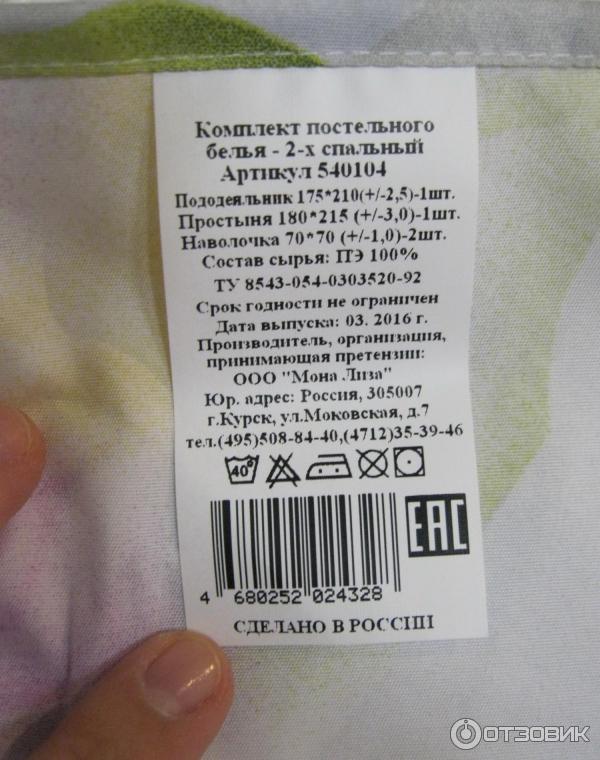 Комплект постельного
белья - 2-х спальный
Артикул 540104
Пододеяльник 175*210(+/-2,5)-1шт.
Простыня 180*215 (+/-3,0)-1шт.
Наволочка 70*70 (+/-1,0)-2шт.
Состав сырья: ПЭ 100%
ТУ 8543-054-0303520-92
Срок годности не ограничен
Дата выпуска: 03. 2016 г.
Производитель, организация,
принимающая претензии:
ООО "Мона Лиза"
Юр. адрес: Россия, 305007
г.Курск, ул.Моковская, д.7
тел.(495)508-84-40,(4712)35-39-46
40°
EAC
4 680252 024328
СДЕЛАНО В РОССИИ
ОТЗОВИК